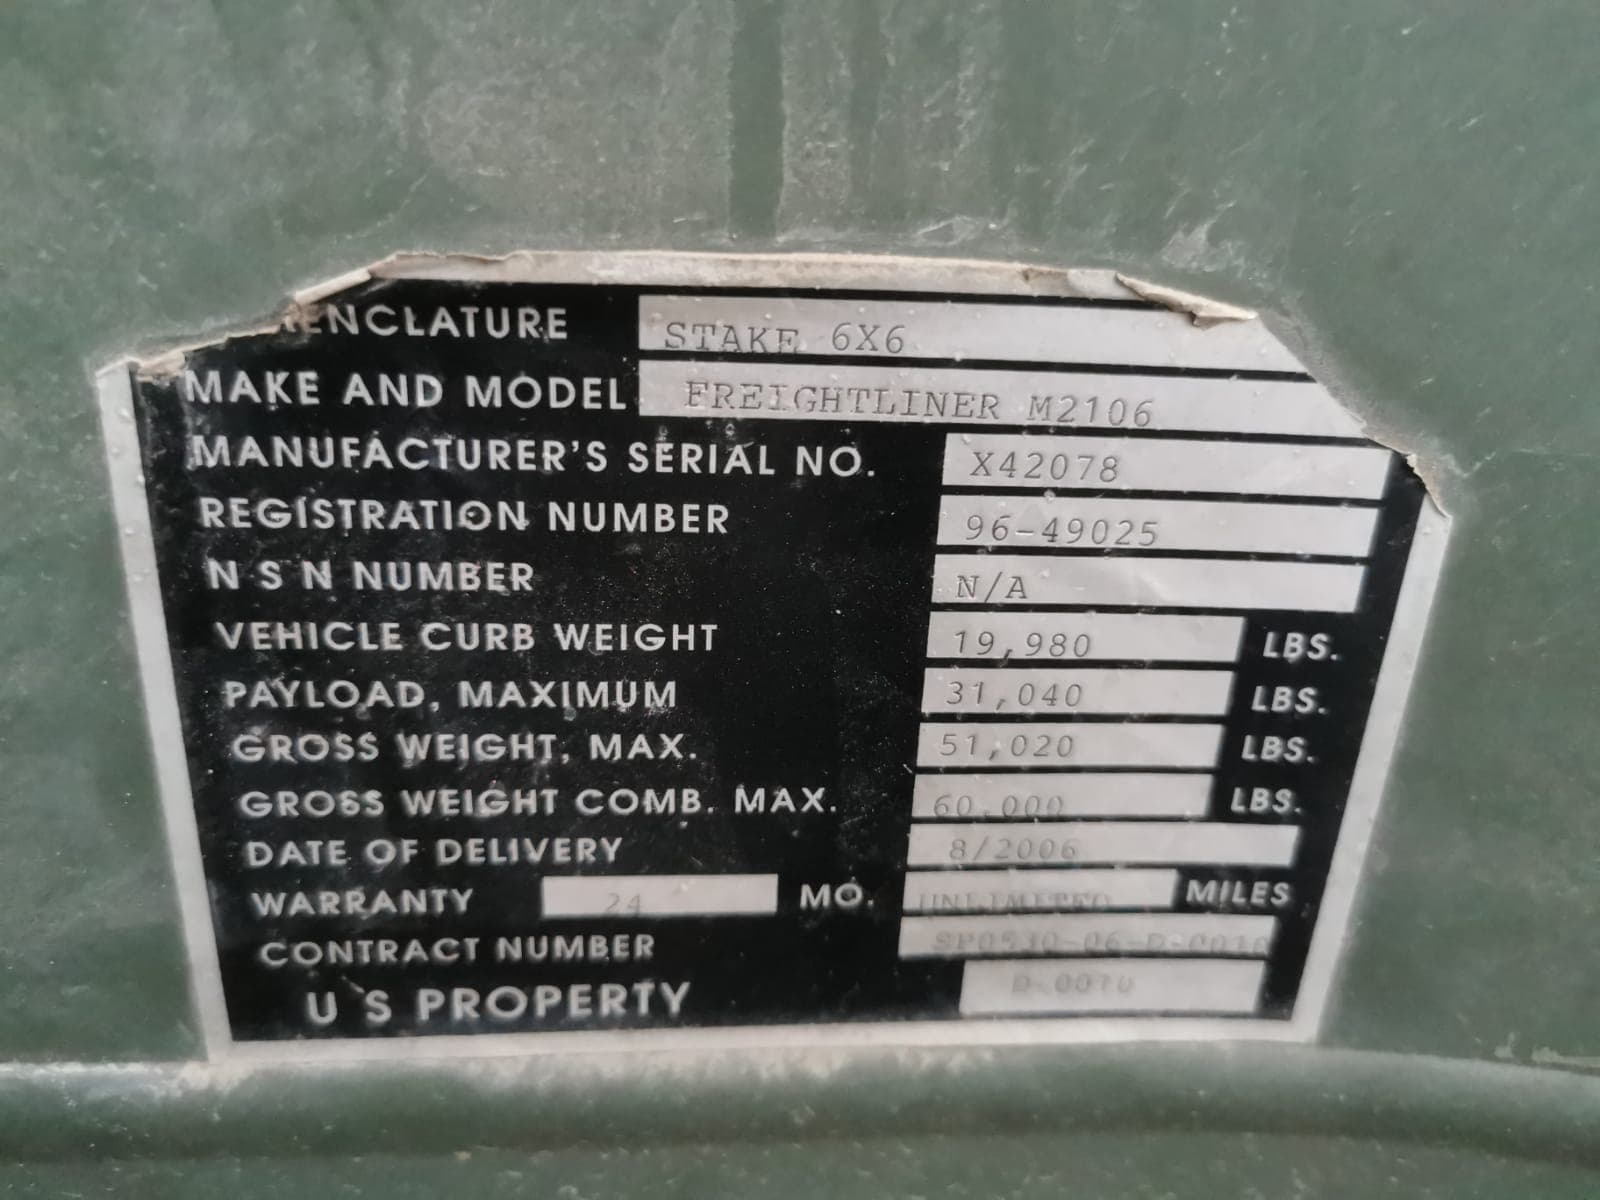 ENCLATURE STAKE 6X6
MAKE AND MODEL FREIGHTLINER M2106
MANUFACTURER'S SERIAL NO. X42078
REGISTRATION NUMBER 96-49025
N S N NUMBER N/A
VEHICLE CURB WEIGHT 19,980 LBS.
PAYLOAD, MAXIMUM 31,040 LBS.
GROSS WEIGHT, MAX. 51,020 LBS.
GROSS WEIGHT COMB. MAX. 60,000 LBS.
DATE OF DELIVERY 8/2006
WARRANTY 24 MO. UNLIMITED MILES
CONTRACT NUMBER
U S PROPERTY D-0010